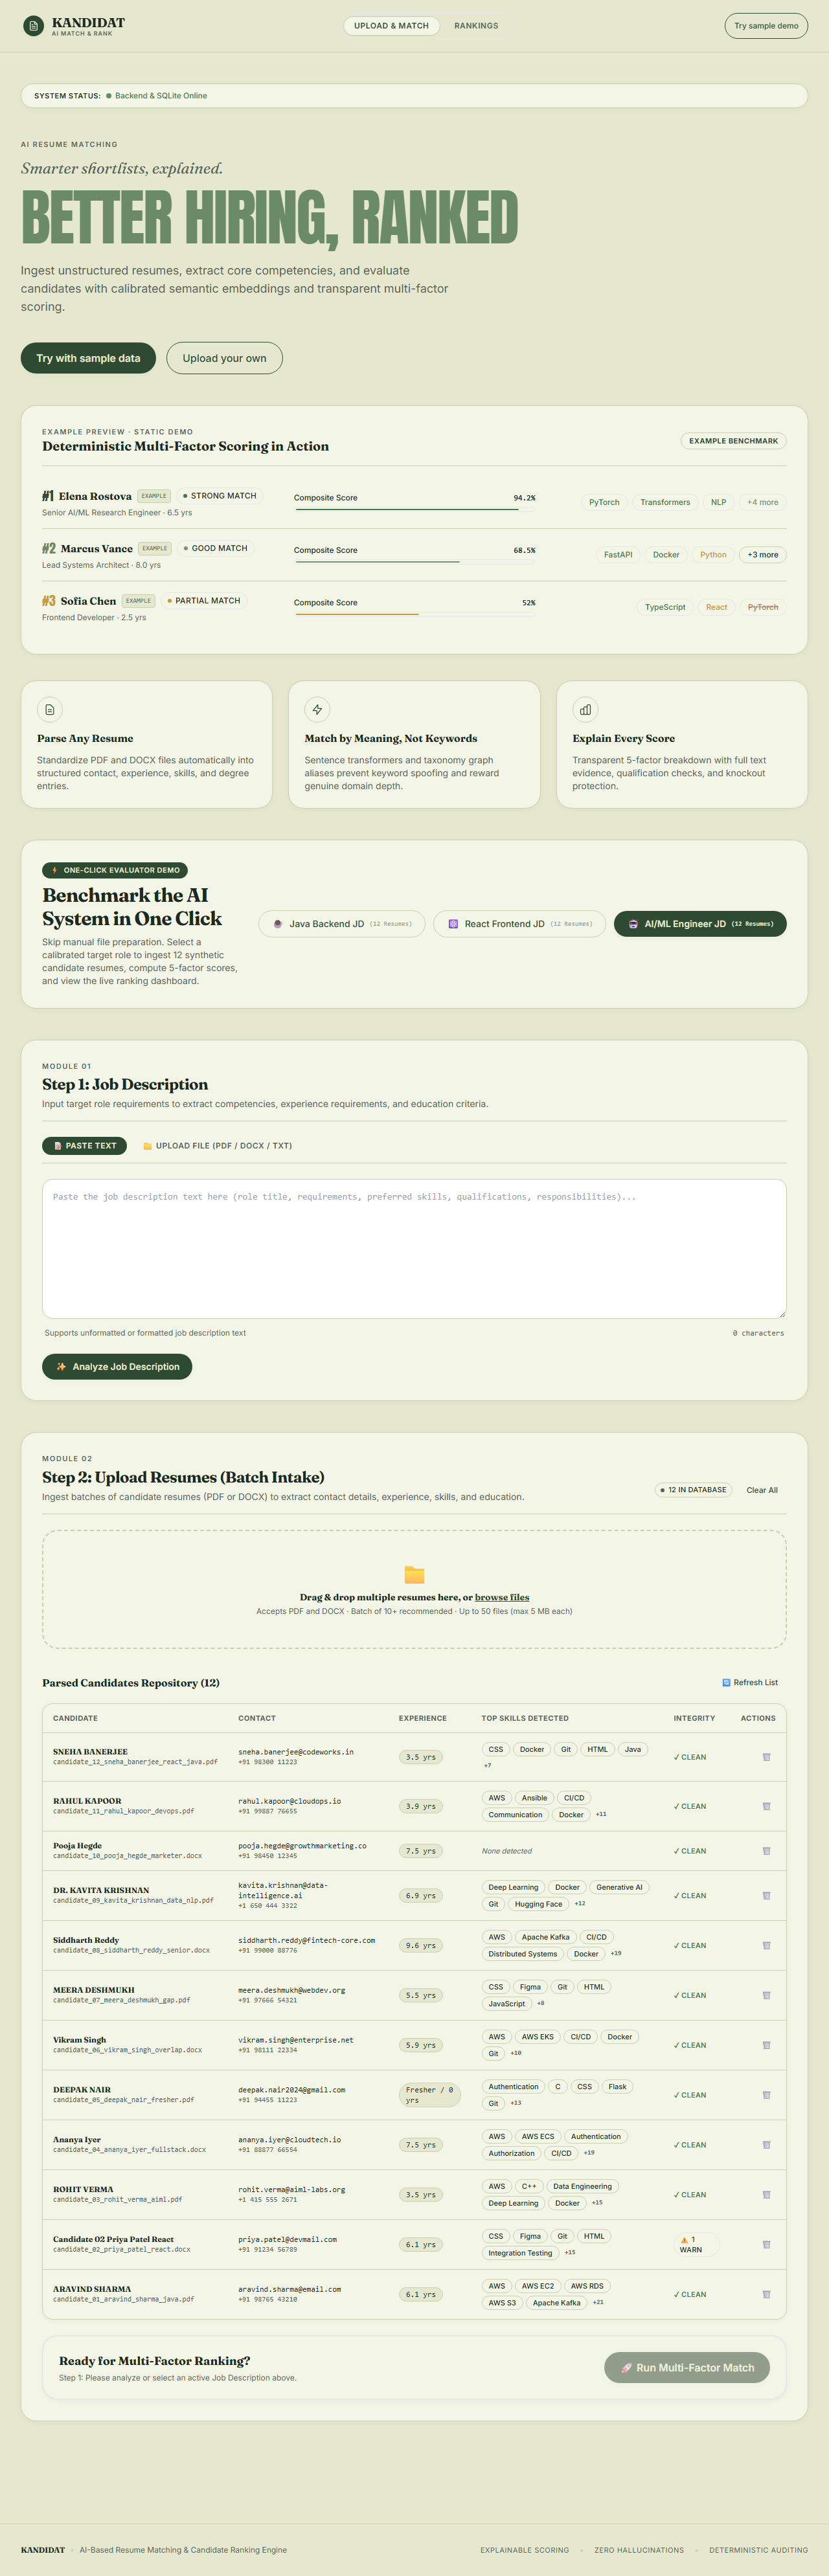 KANDIDAT
AI MATCH & RANK
UPLOAD & MATCH
RANKINGS
Try sample demo
SYSTEM STATUS: Backend & SQLite Online
AI RESUME MATCHING
Smarter shortlists, explained.
BETTER HIRING, RANKED
Ingest unstructured resumes, extract core competencies, and evaluate
candidates with calibrated semantic embeddings and transparent multi-factor
scoring.
Try with sample data
Upload your own
EXAMPLE PREVIEW · STATIC DEMO
Deterministic Multi-Factor Scoring in Action
EXAMPLE BENCHMARK
#1 Elena Rostova EXAMPLE STRONG MATCH
Senior AI/ML Research Engineer · 6.5 yrs
Composite Score 94.2%
PyTorch Transformers NLP +4 more
#2 Marcus Vance EXAMPLE GOOD MATCH
Lead Systems Architect · 8.0 yrs
Composite Score 68.5%
FastAPI Docker Python +3 more
#3 Sofia Chen EXAMPLE PARTIAL MATCH
Frontend Developer · 2.5 yrs
Composite Score 52%
TypeScript React PyTorch
Parse Any Resume
Standardize PDF and DOCX files automatically into
structured contact, experience, skills, and degree
entries.
Match by Meaning, Not Keywords
Sentence transformers and taxonomy graph
aliases prevent keyword spoofing and reward
genuine domain depth.
Explain Every Score
Transparent 5-factor breakdown with full text
evidence, qualification checks, and knockout
protection.
ONE-CLICK EVALUATOR DEMO
Benchmark the AI
System in One Click
Skip manual file preparation. Select a
calibrated target role to ingest 12 synthetic
candidate resumes, compute 5-factor scores,
and view the live ranking dashboard.
Java Backend JD (12 Resumes)
React Frontend JD (12 Resumes)
AI/ML Engineer JD (12 Resumes)
MODULE 01
Step 1: Job Description
Input target role requirements to extract competencies, experience requirements, and education criteria.
PASTE TEXT
UPLOAD FILE (PDF / DOCX / TXT)
Paste the job description text here (role title, requirements, preferred skills, qualifications, responsibilities)...
Supports unformatted or formatted job description text
0 characters
Analyze Job Description
MODULE 02
Step 2: Upload Resumes (Batch Intake)
Ingest batches of candidate resumes (PDF or DOCX) to extract contact details, experience, skills, and education.
12 IN DATABASE
Clear All
Drag & drop multiple resumes here, or browse files
Accepts PDF and DOCX · Batch of 10+ recommended · Up to 50 files (max 5 MB each)
Parsed Candidates Repository (12)
Refresh List
CANDIDATE CONTACT EXPERIENCE TOP SKILLS DETECTED INTEGRITY ACTIONS
SNEHA BANERJEE
candidate_12_sneha_banerjee_react_java.pdf
sneha.banerjee@codeworks.in
+91 98300 11223
3.5 yrs
CSS Docker Git HTML Java
+7
✓ CLEAN
RAHUL KAPOOR
candidate_11_rahul_kapoor_devops.pdf
rahul.kapoor@cloudops.io
+91 99887 76655
3.9 yrs
AWS Ansible CI/CD
Communication Docker +11
✓ CLEAN
Pooja Hegde
candidate_10_pooja_hegde_marketer.docx
pooja.hegde@growthmarketing.co
+91 98450 12345
7.5 yrs
None detected
✓ CLEAN
DR. KAVITA KRISHNAN
candidate_09_kavita_krishnan_data_nlp.pdf
kavita.krishnan@data-
intelligence.ai
+1 650 444 3322
6.9 yrs
Deep Learning Docker Generative AI
Git Hugging Face +12
✓ CLEAN
Siddharth Reddy
candidate_08_siddharth_reddy_senior.docx
siddharth.reddy@fintech-core.com
+91 99000 88776
9.6 yrs
AWS Apache Kafka CI/CD
Distributed Systems Docker +19
✓ CLEAN
MEERA DESHMUKH
candidate_07_meera_deshmukh_gap.pdf
meera.deshmukh@webdev.org
+91 97666 54321
5.5 yrs
CSS Figma Git HTML
JavaScript +8
✓ CLEAN
Vikram Singh
candidate_06_vikram_singh_overlap.docx
vikram.singh@enterprise.net
+91 98111 22334
5.9 yrs
AWS AWS EKS CI/CD Docker
Git +10
✓ CLEAN
DEEPAK NAIR
candidate_05_deepak_nair_fresher.pdf
deepak.nair2024@gmail.com
+91 94455 11223
Fresher / 0
yrs
Authentication C CSS Flask
Git +13
✓ CLEAN
Ananya Iyer
candidate_04_ananya_iyer_fullstack.docx
ananya.iyer@cloudtech.io
+91 88877 66554
7.5 yrs
AWS AWS ECS Authentication
Authorization CI/CD +19
✓ CLEAN
ROHIT VERMA
candidate_03_rohit_verma_aiml.pdf
rohit.verma@aiml-labs.org
+1 415 555 2671
3.5 yrs
AWS C++ Data Engineering
Deep Learning Docker +15
✓ CLEAN
Candidate 02 Priya Patel React
candidate_02_priya_patel_react.docx
priya.patel@devmail.com
+91 91234 56789
6.1 yrs
CSS Figma Git HTML
Integration Testing +15
1
WARN
ARAVIND SHARMA
candidate_01_aravind_sharma_java.pdf
aravind.sharma@email.com
+91 98765 43210
6.1 yrs
AWS AWS EC2 AWS RDS
AWS S3 Apache Kafka +21
✓ CLEAN
Ready for Multi-Factor Ranking?
Step 1: Please analyze or select an active Job Description above.
Run Multi-Factor Match
KANDIDAT · AI-Based Resume Matching & Candidate Ranking Engine
EXPLAINABLE SCORING · ZERO HALLUCINATIONS · DETERMINISTIC AUDITING